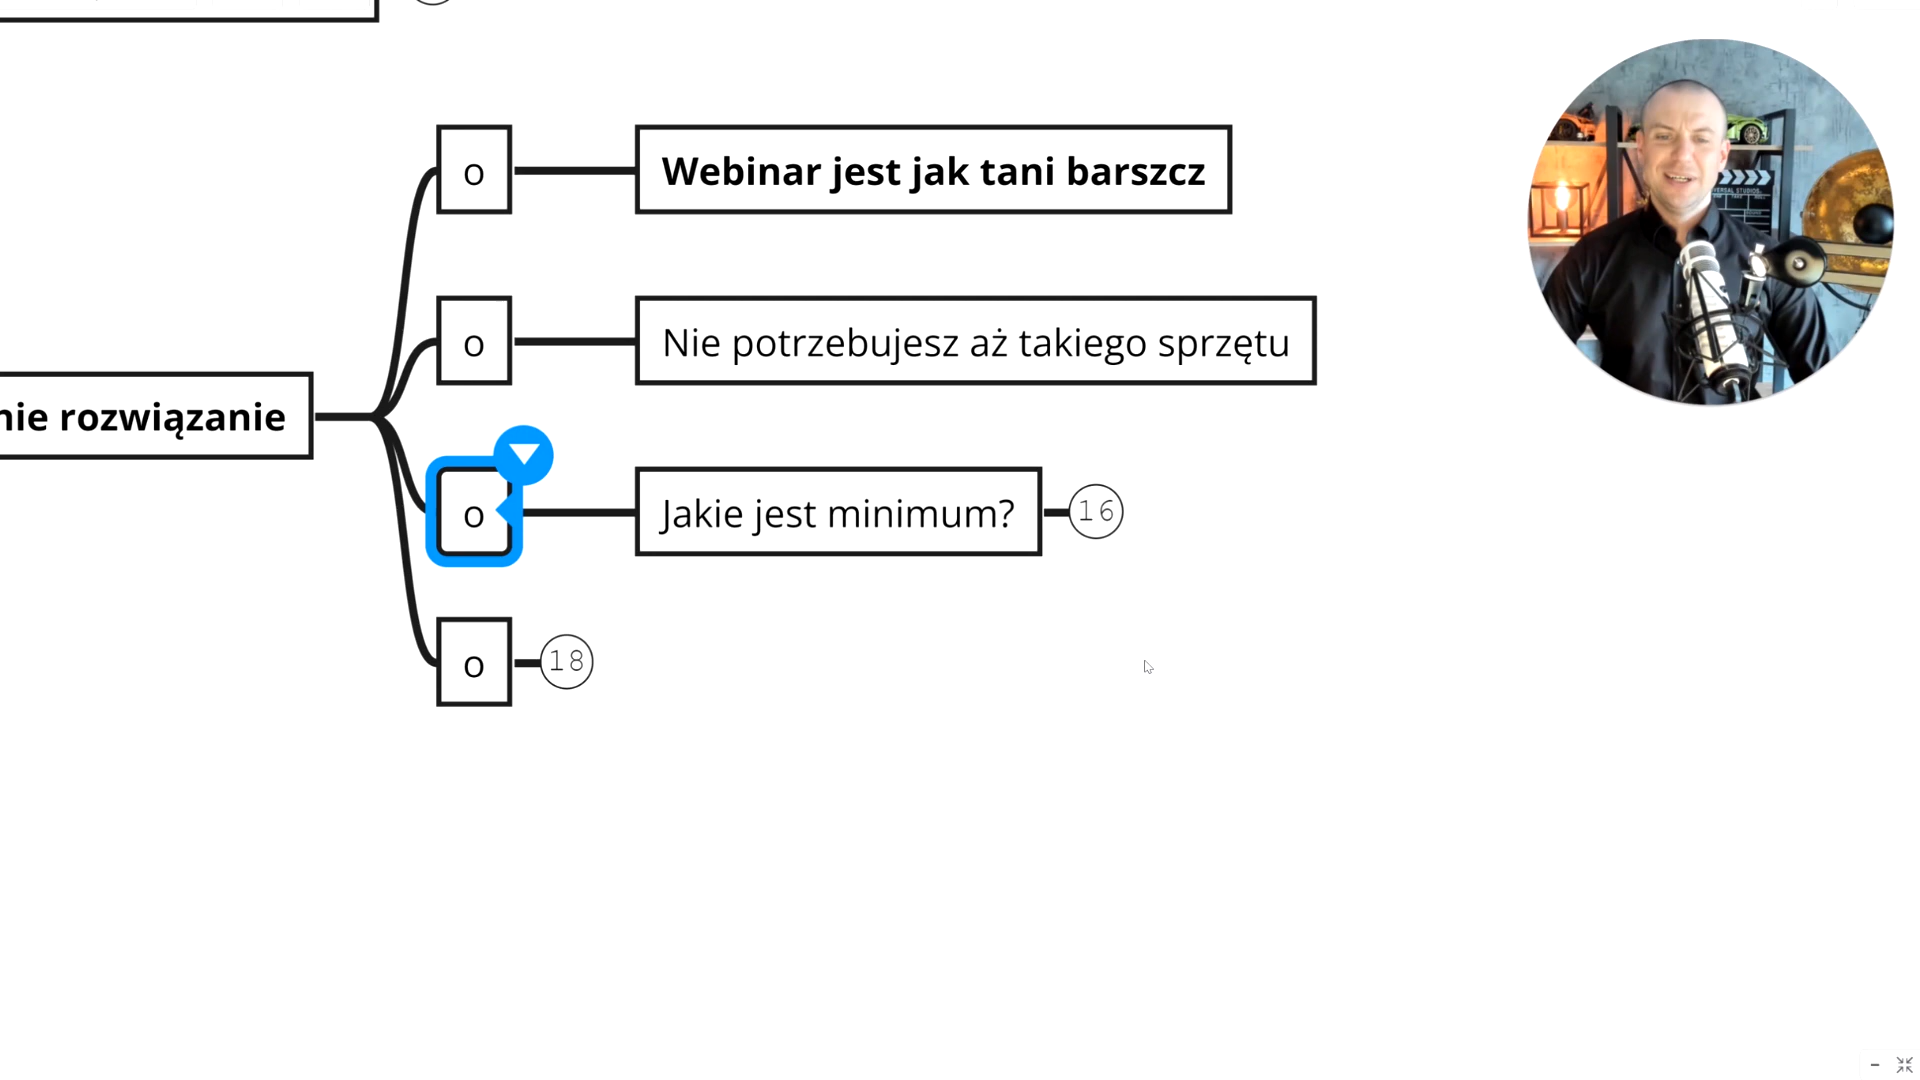 o
Webinar jest jak tani barszcz
o
Nie potrzebujesz aż takiego sprzętu
nie rozwiązanie
o
Jakie jest minimum?
16
o
18